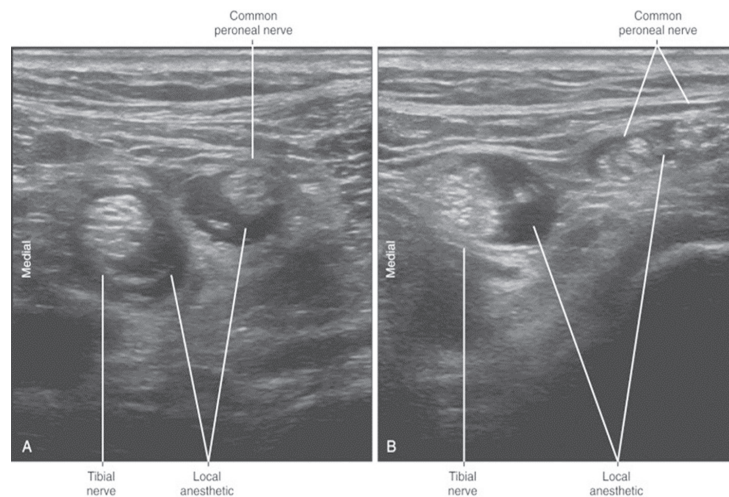 Common
peroneal nerve
Common
peroneal nerve
Medial
A
Medial
B
Tibial
nerve
Local
anesthetic
Tibial
nerve
Local
anesthetic